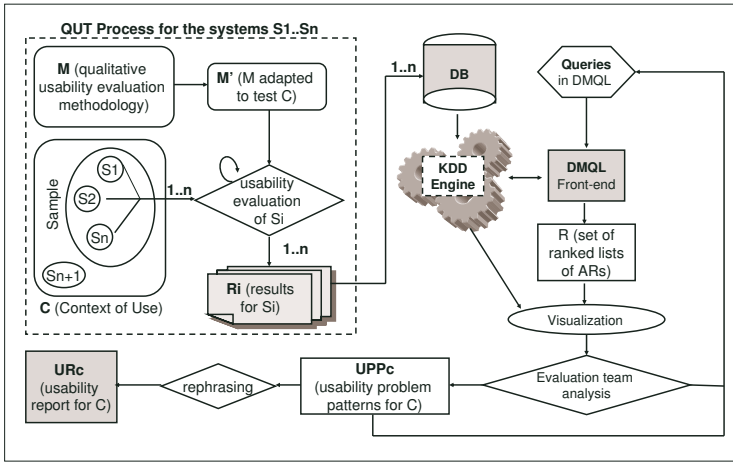 QUT Process for the systems S1..Sn
M (qualitative
usability evaluation
methodology)
M' (M adapted
to test C)
Sample
S1
S2
Sn
Sn+1
C (Context of Use)
1..n
usability
evaluation
of Si
1..n
Ri (results
for Si)
1..n
DB
KDD
Engine
Queries
in DMQL
DMQL
Front-end
R (set of
ranked lists
of ARs)
Visualization
Evaluation team
analysis
UPPc
(usability problem
patterns for C)
rephrasing
URc
(usability
report for C)